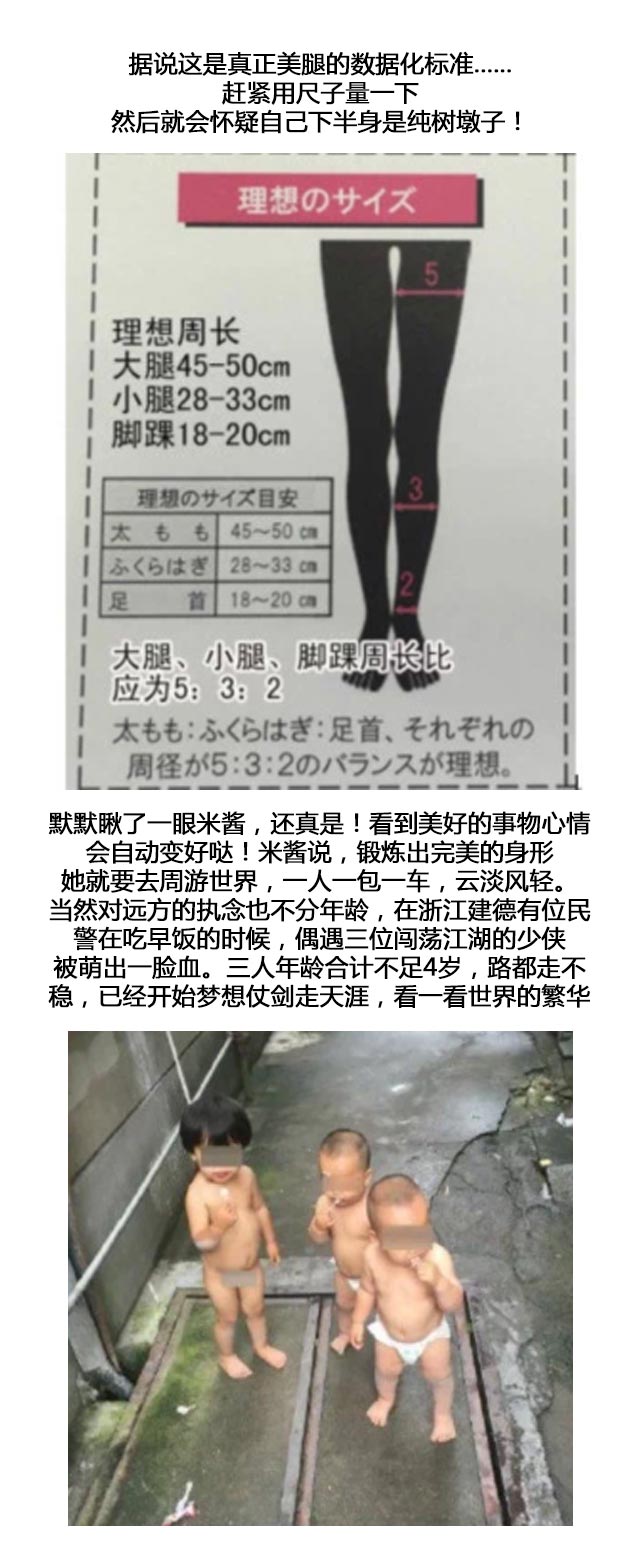 据说这是真正美腿的数据化标准......
赶紧用尺子量一下
然后就会怀疑自己下半身是纯树墩子！
理想のサイズ
5
理想周长
大腿45-50cm
小腿28-33cm
脚踝18-20cm
3
理想のサイズ目安
太もも 45～50 cm
ふくらはぎ 28～33 cm
足首 18～20 cm
2
大腿、小腿、脚踝周长比
应为5：3：2
太もも：ふくらはぎ：足首、それぞれの
周径が5：3：2のバランスが理想。
默默瞅了一眼米酱，还真是！看到美好的事物心情
会自动变好哒！米酱说，锻炼出完美的身形
她就要去周游世界，一人一包一车，云淡风轻。
当然对远方的执念也不分年龄，在浙江建德有位民
警在吃早饭的时候，偶遇三位闯荡江湖的少侠
被萌出一脸血。三人年龄合计不足4岁，路都走不
稳，已经开始梦想仗剑走天涯，看一看世界的繁华